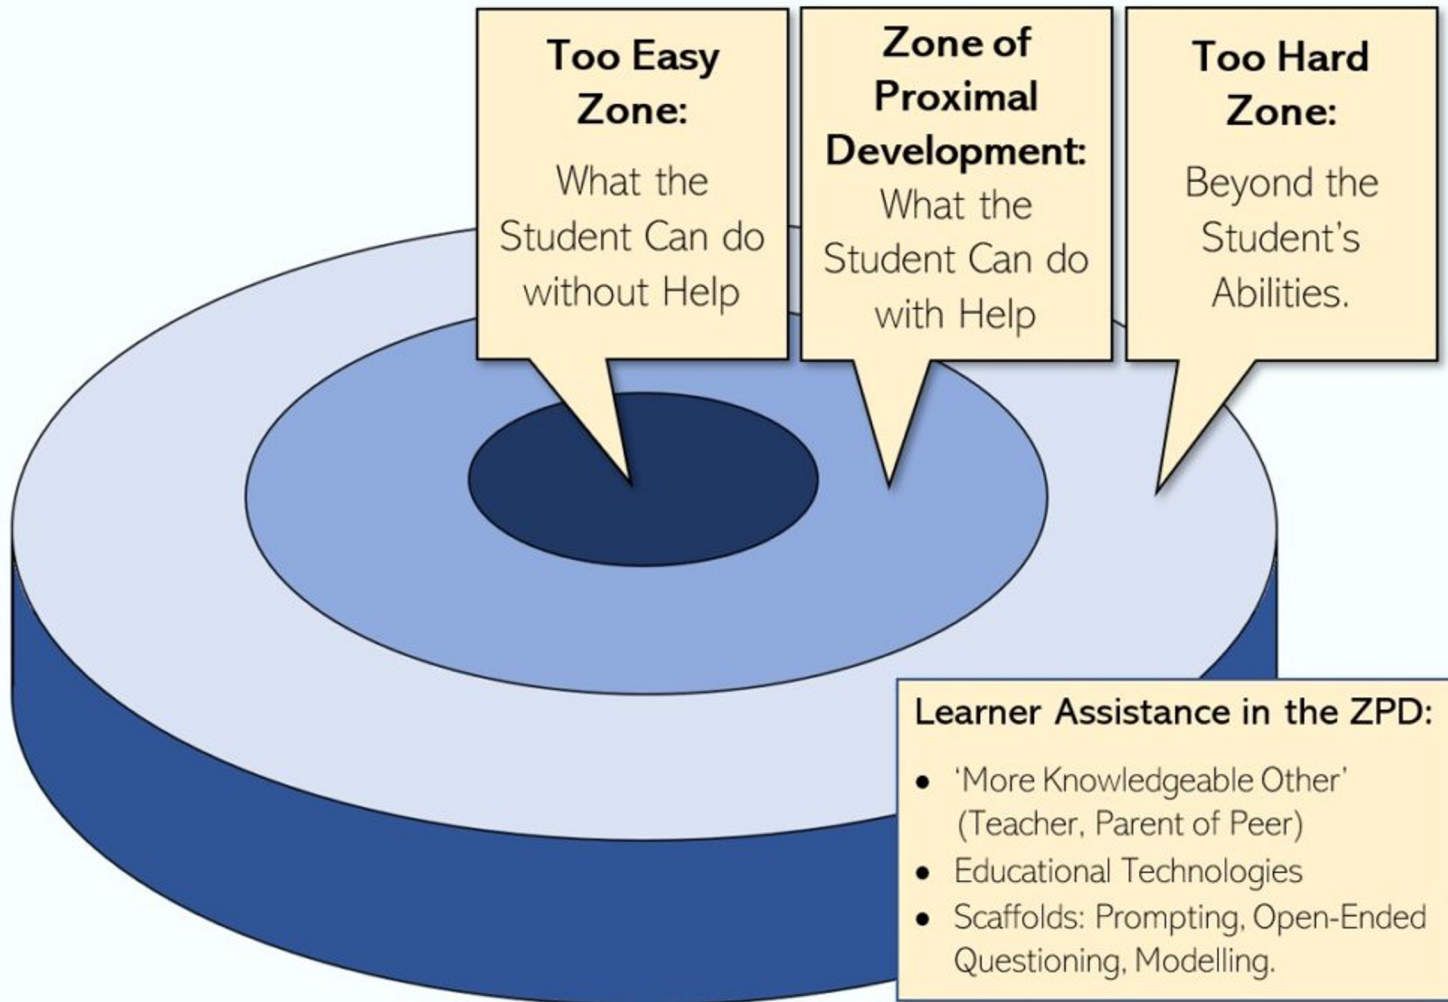 Too Easy
Zone:
What the
Student Can do
without Help
Zone of
Proximal
Development:
What the
Student Can do
with Help
Too Hard
Zone:
Beyond the
Student's
Abilities.
Learner Assistance in the ZPD:
• ‘More Knowledgeable Other’
(Teacher, Parent of Peer)
• Educational Technologies
• Scaffolds: Prompting, Open-Ended
Questioning, Modelling.